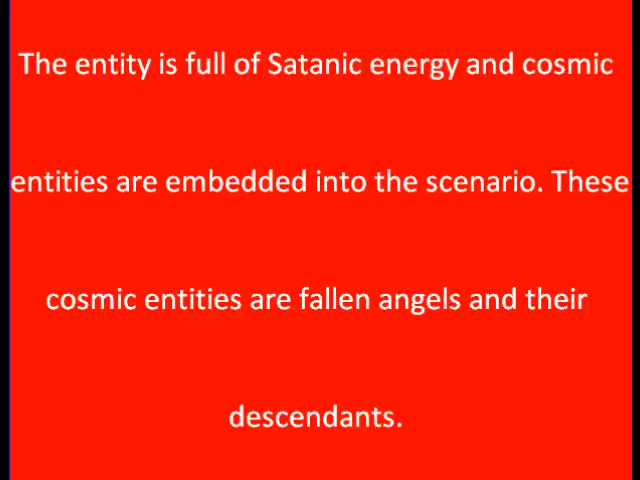 The entity is full of Satanic energy and cosmic
entities are embedded into the scenario. These
cosmic entities are fallen angels and their
descendants.